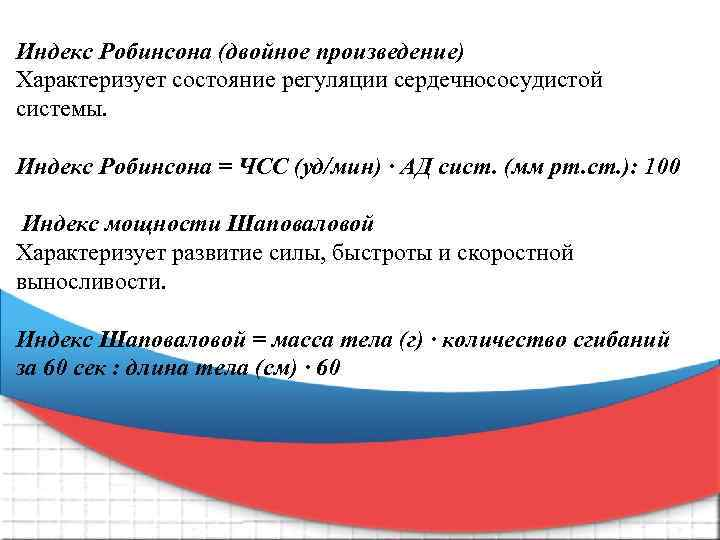 Индекс Робинсона (двойное произведение)
Характеризует состояние регуляции сердечнососудистой
системы.
Индекс Робинсона = ЧСС (уд/мин) · АД сист. (мм рт.ст. ): 100
Индекс мощности Шаповаловой
Характеризует развитие силы, быстроты и скоростной
выносливости.
Индекс Шаповаловой = масса тела (г) · количество сгибаний
за 60 сек : длина тела (см) · 60